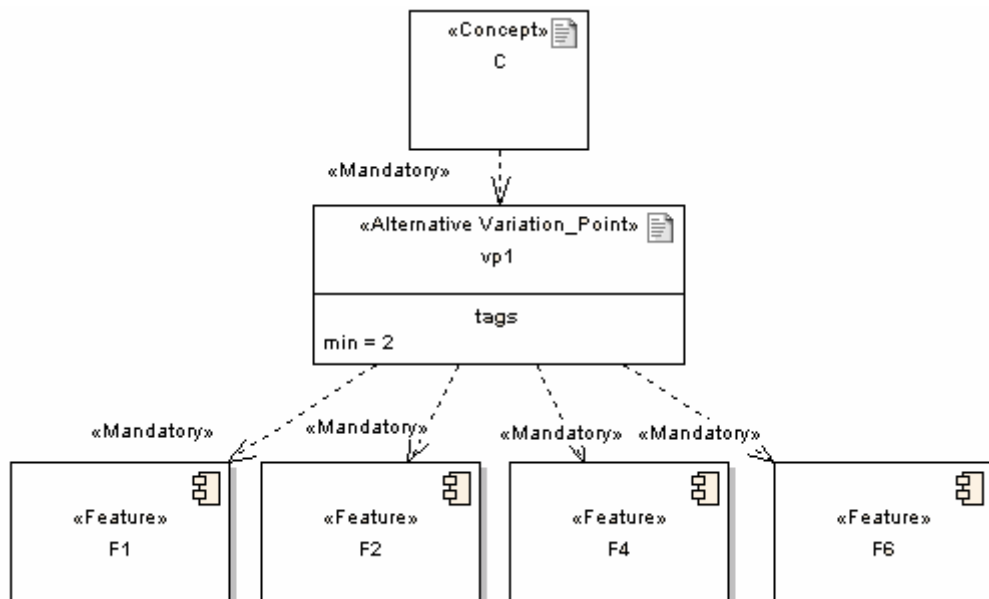 «Concept»
C
«Mandatory»
«Alternative Variation_Point»
vp1
tags
min = 2
«Mandatory» «Mandatory» «Mandatory» «Mandatory»
«Feature» «Feature» «Feature» «Feature»
F1 F2 F4 F6